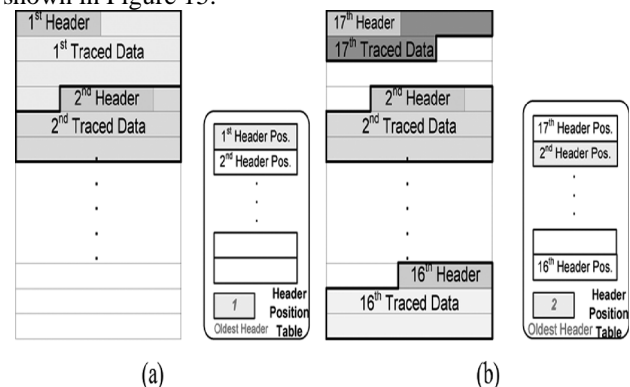 shown in Figure 15.
1st Header
1st Traced Data
2nd Header
2nd Traced Data
1st Header Pos.
2nd Header Pos.
1
Oldest Header
Header
Position
Table
(a)
17th Header
17th Traced Data
2nd Header
2nd Traced Data
16th Header
16th Traced Data
17th Header Pos.
2nd Header Pos.
16th Header Pos.
2
Oldest Header
Header
Position
Table
(b)